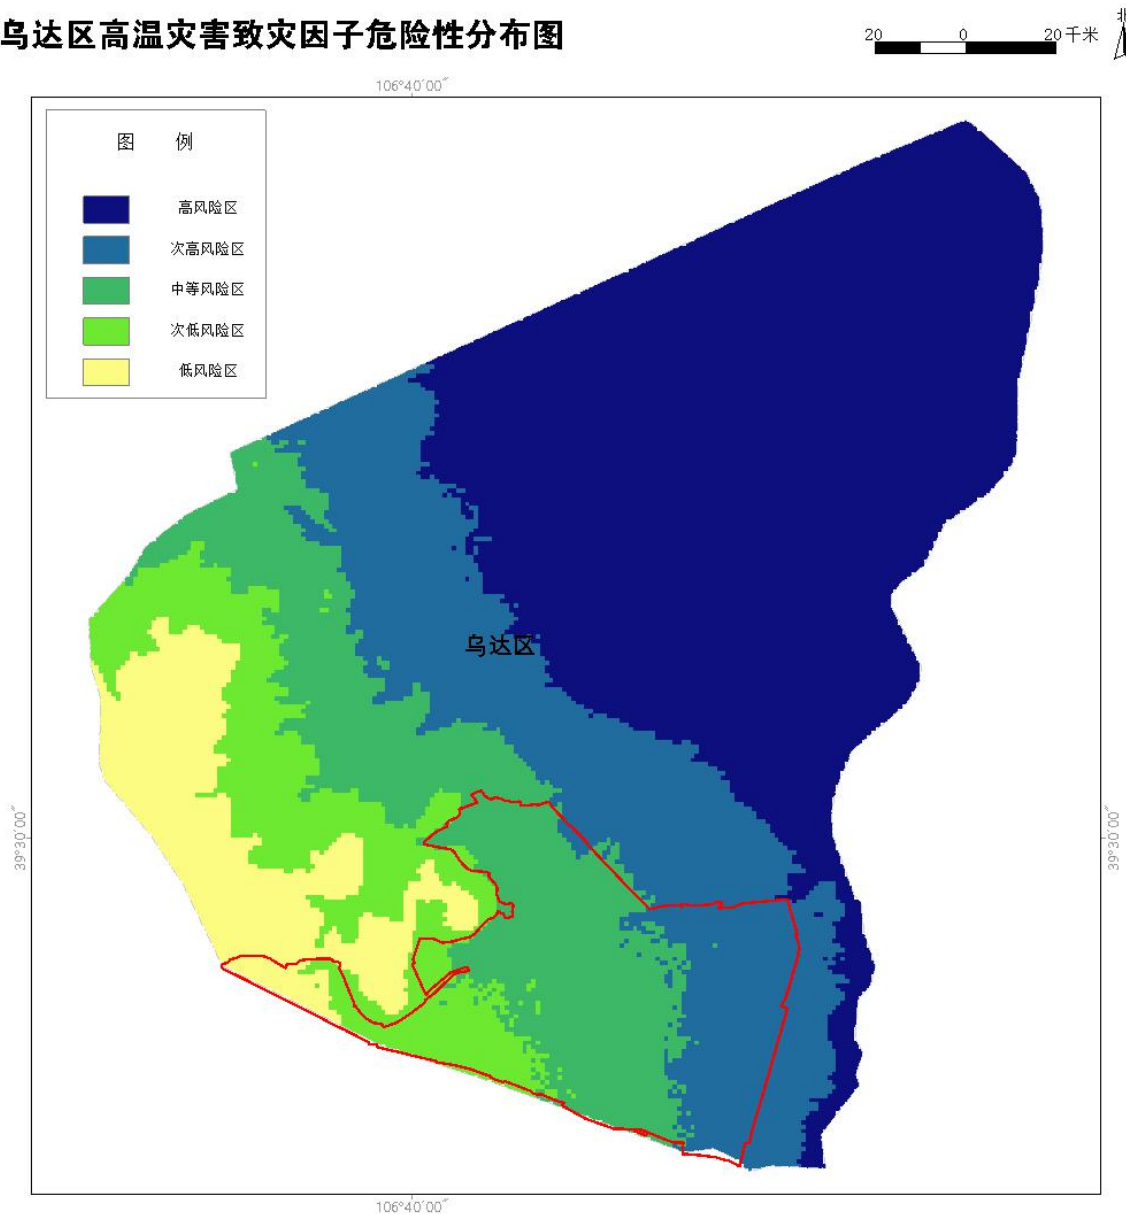 乌达区高温灾害致灾因子危险性分布图
20 0 20千米
北
106°40′00″
图 例
高风险区
次高风险区
中等风险区
次低风险区
低风险区
乌达区
39°30′00″
39°30′00″
106°40′00″